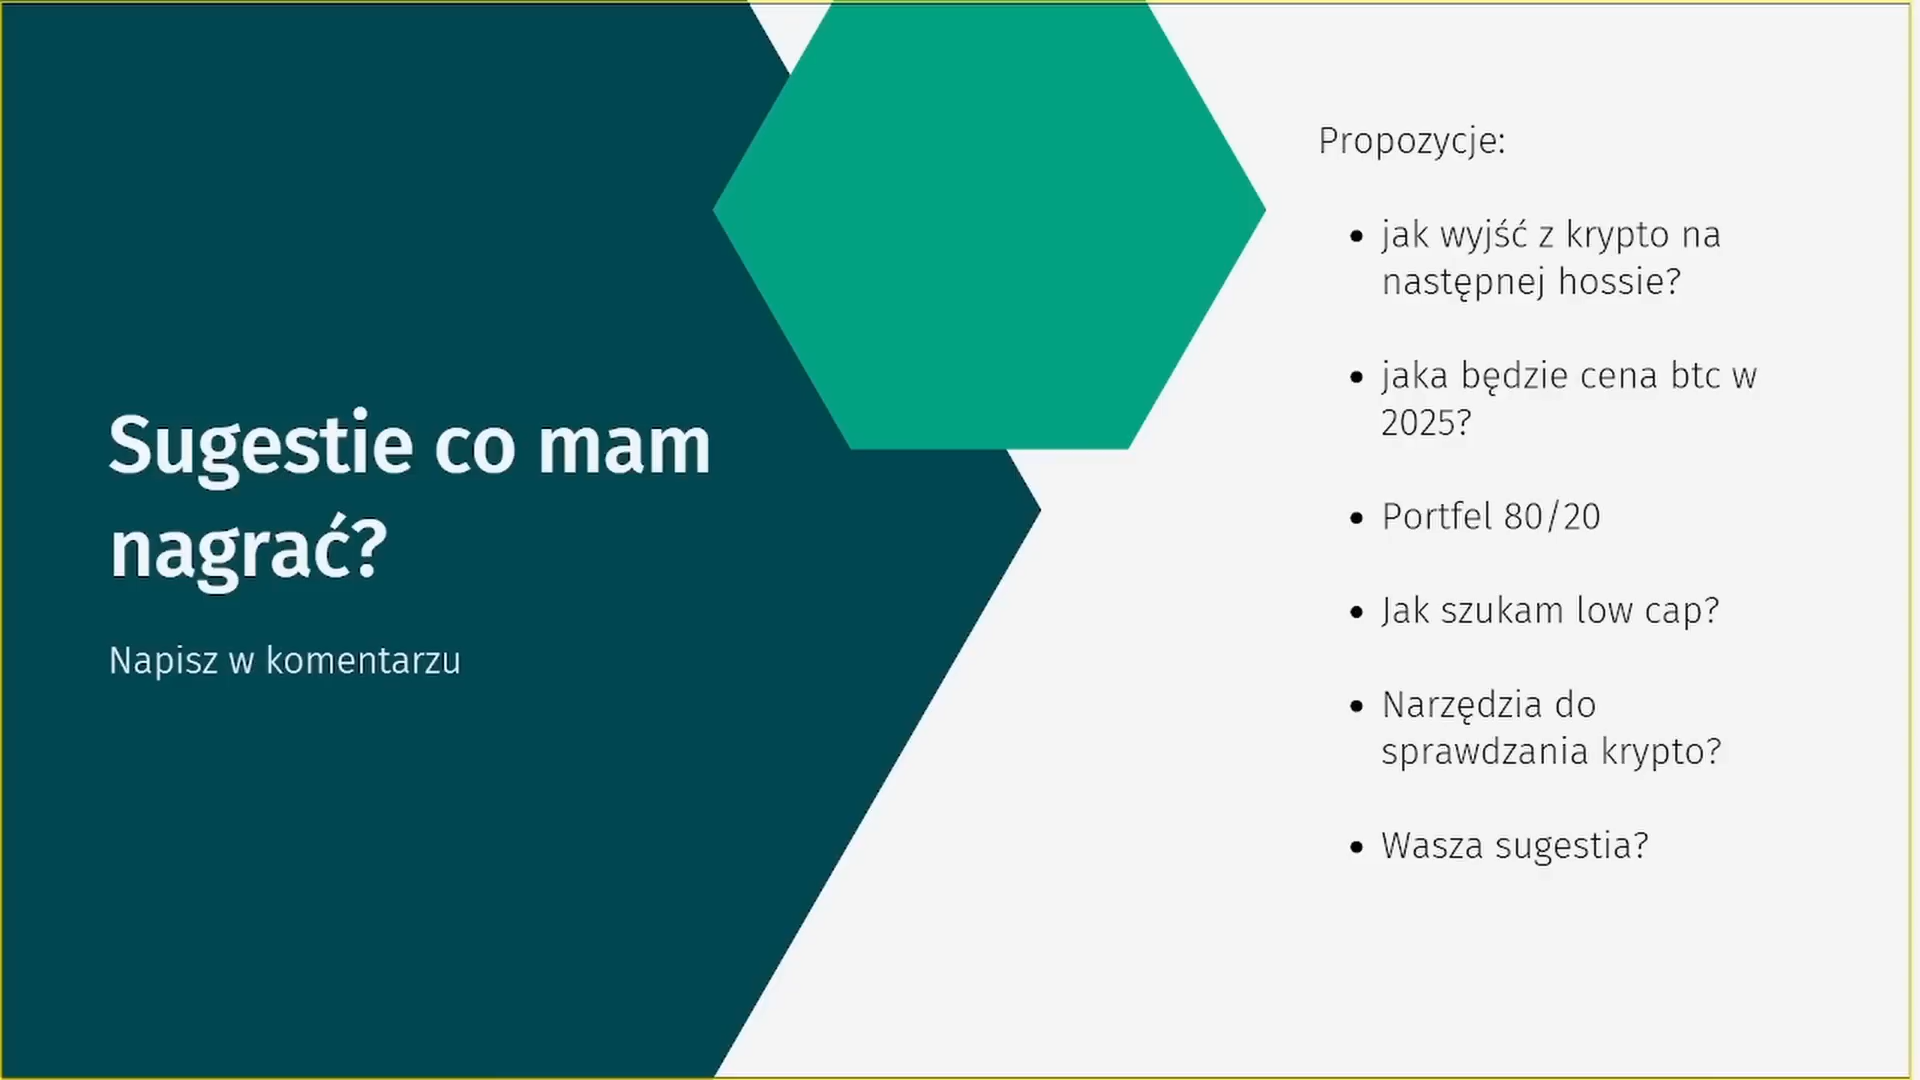 Sugestie co mam
nagrać?
Napisz w komentarzu
Propozycje:
jak wyjść z krypto na
następnej hossie?
jaka będzie cena btc w
2025?
Portfel 80/20
Jak szukam low cap?
Narzędzia do
sprawdzania krypto?
Wasza sugestia?